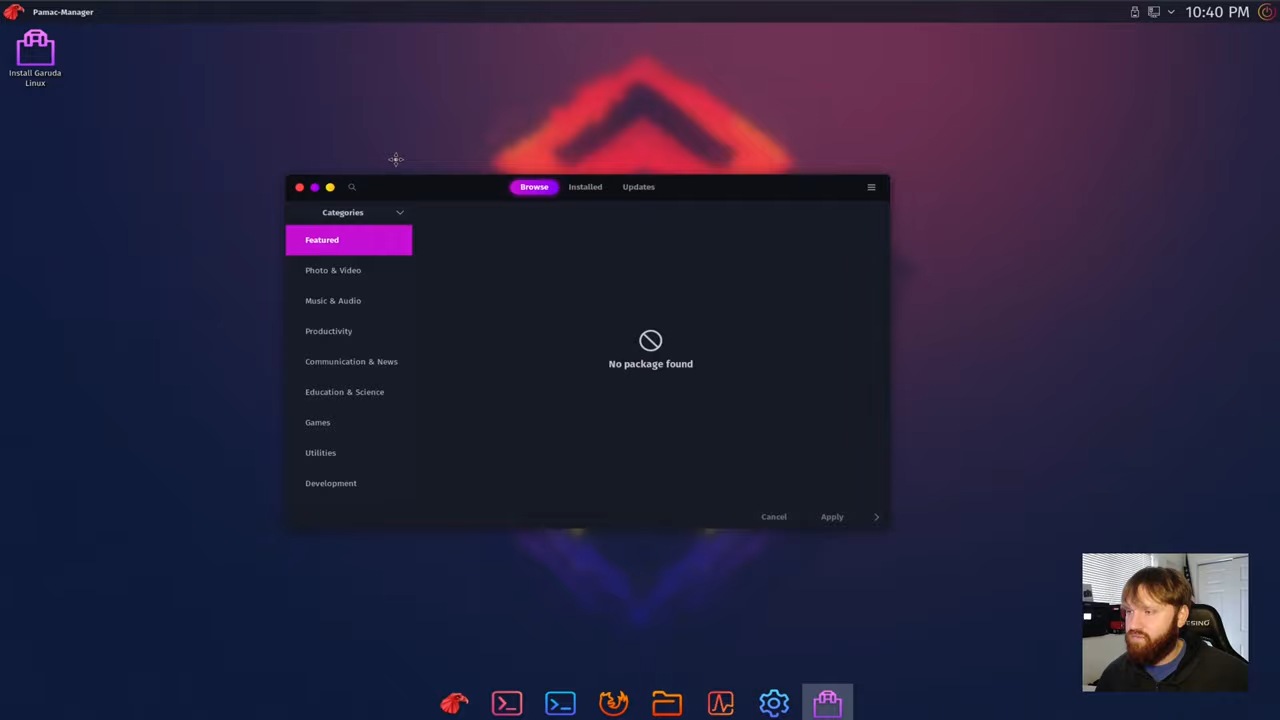 Pamac-Manager
10:40 PM
Install Garuda
Linux
Browse
Installed
Updates
Categories
Featured
Photo & Video
Music & Audio
Productivity
Communication & News
Education & Science
Games
Utilities
Development
No package found
Cancel
Apply
ESINO